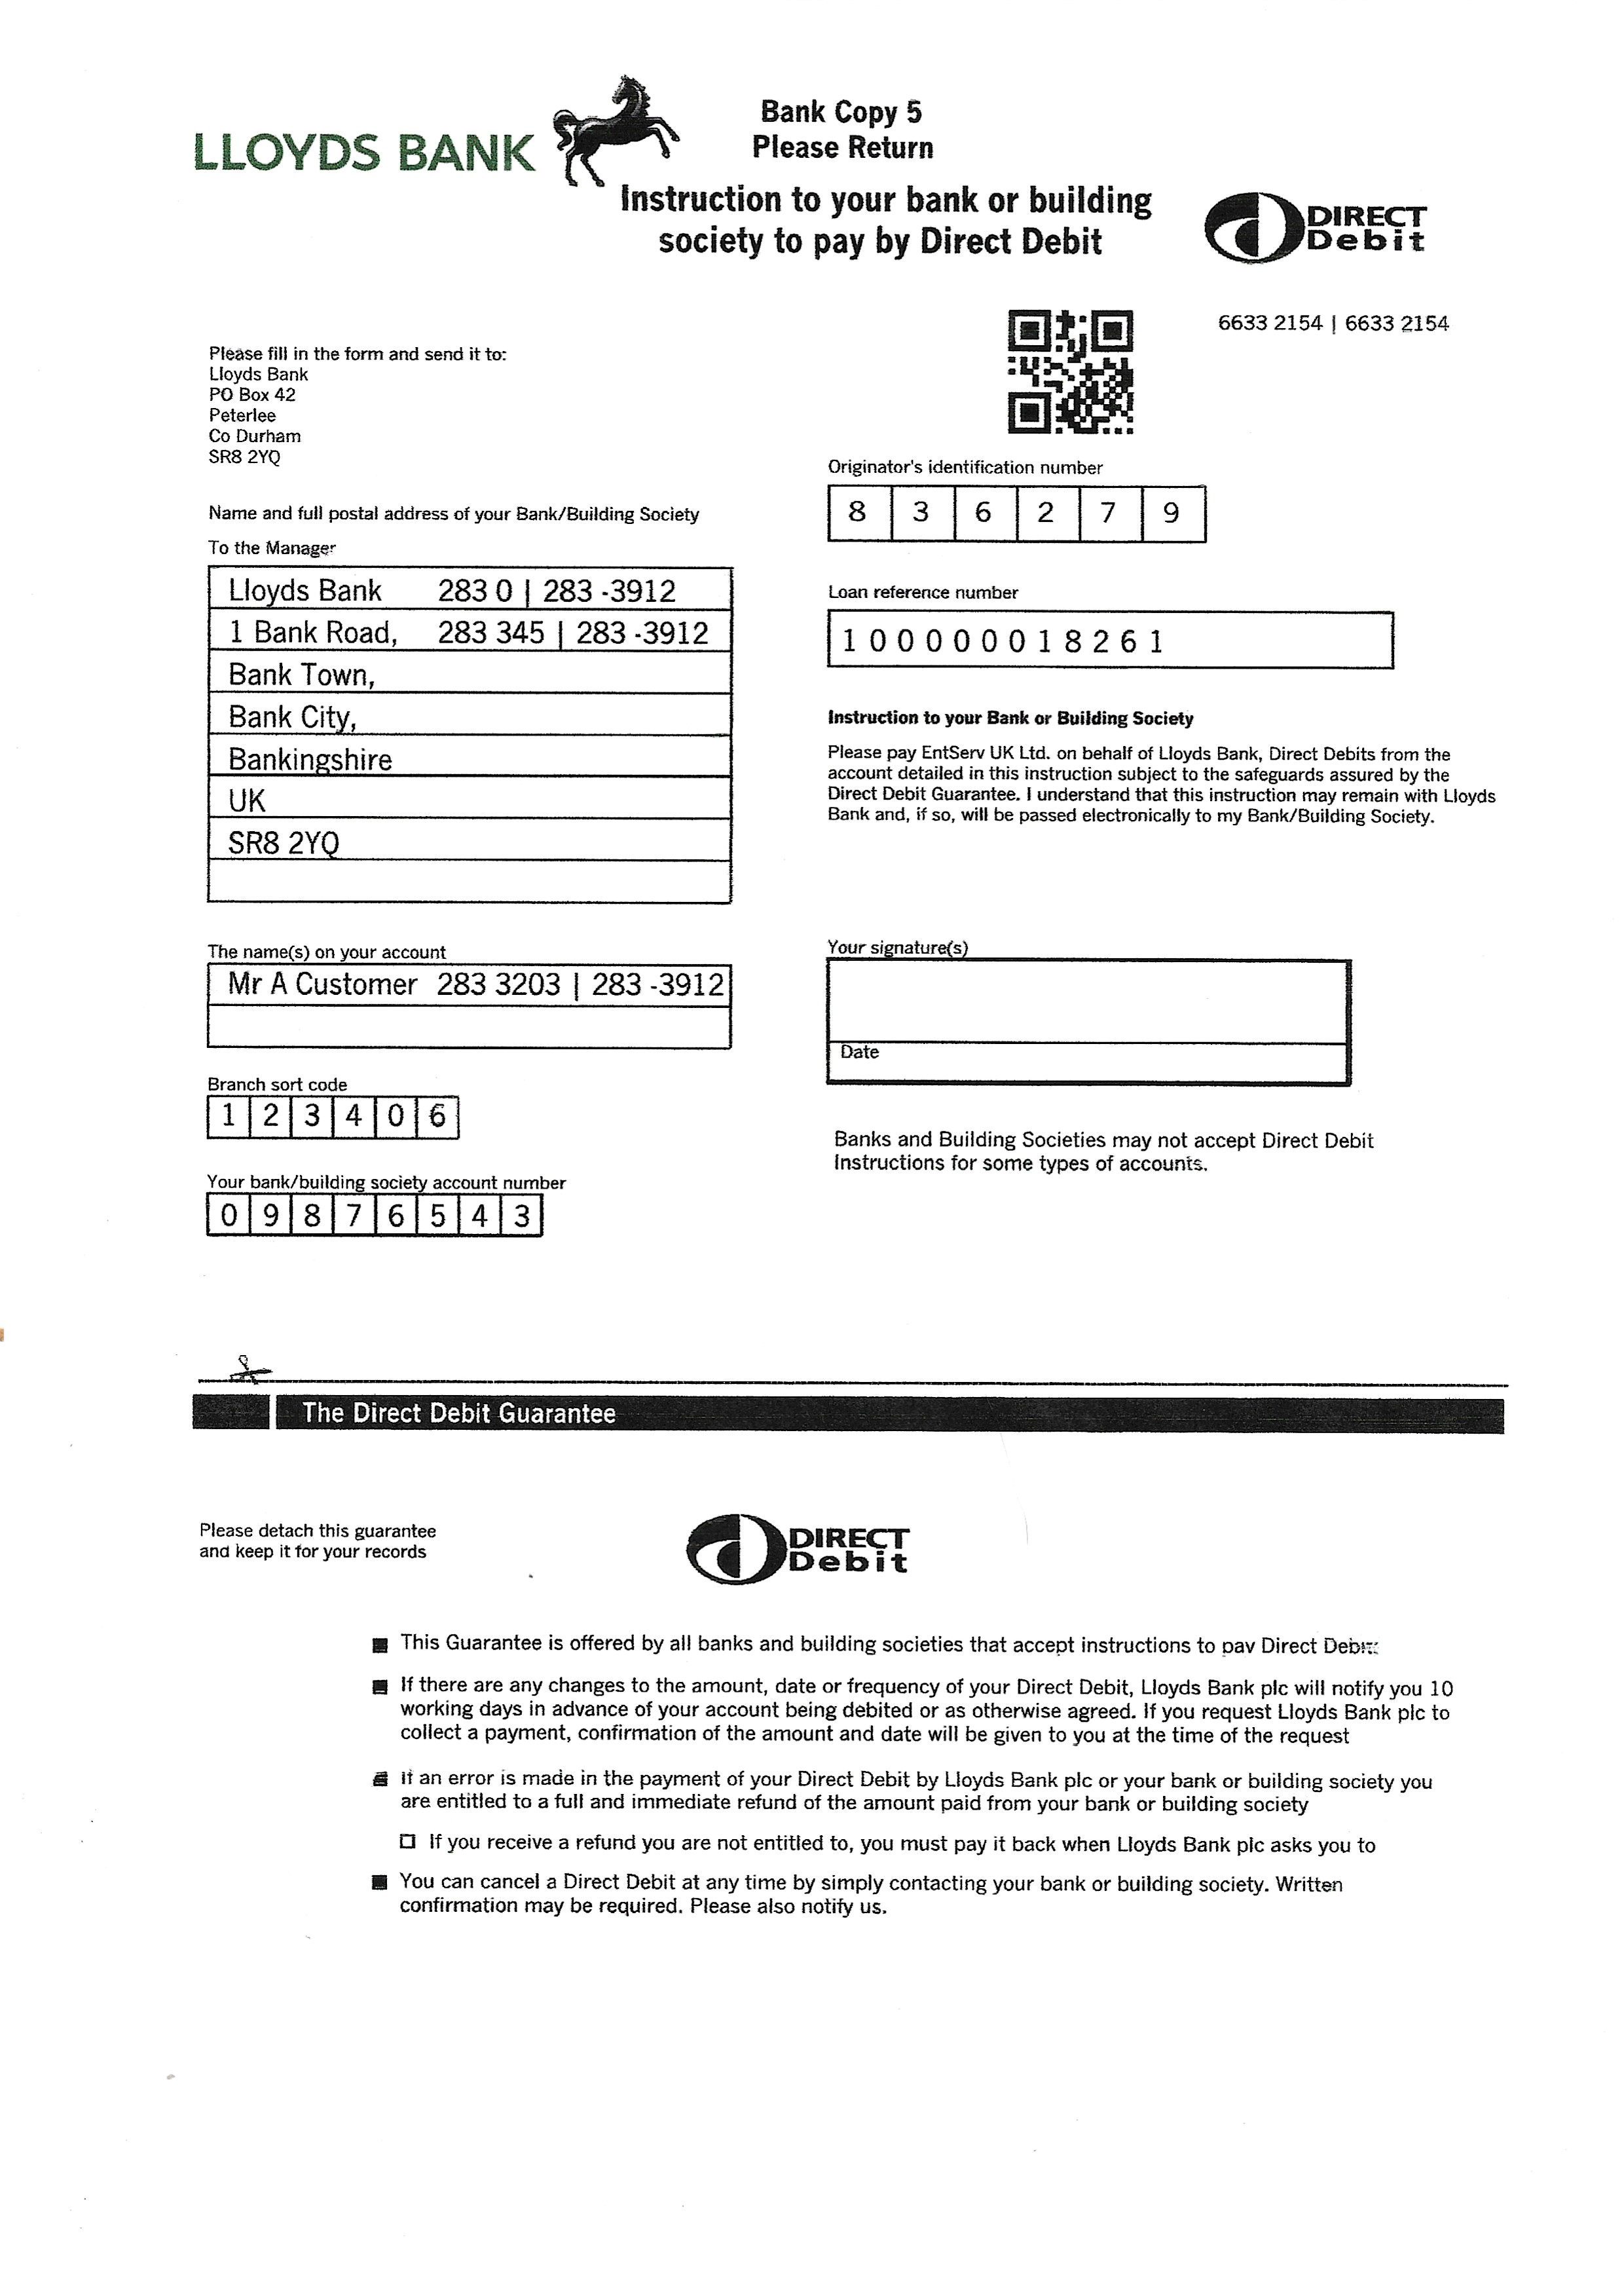 LLOYDS BANK
Bank Copy 5
Please Return
Instruction to your bank or building
society to pay by Direct Debit
DIRECT
Debit
6633 2154 | 6633 2154
Please fill in the form and send it to:
Lloyds Bank
PO Box 42
Peterlee
Co Durham
SR8 2YQ
Originator's identification number
8 3 6 2 7 9
Name and full postal address of your Bank/Building Society
To the Manager
Lloyds Bank 283 0 | 283 -3912
1 Bank Road, 283 345 | 283 -3912
Bank Town,
Bank City,
Bankingshire
UK
SR8 2YQ
Loan reference number
1 0 0 0 0 0 0 1 8 2 6 1
Instruction to your Bank or Building Society
Please pay EntServ UK Ltd. on behalf of Lloyds Bank, Direct Debits from the
account detailed in this instruction subject to the safeguards assured by the
Direct Debit Guarantee. I understand that this instruction may remain with Lloyds
Bank and, if so, will be passed electronically to my Bank/Building Society.
The name(s) on your account
Mr A Customer 283 3203 | 283 -3912
Your signature(s)
Date
Branch sort code
1 2 3 4 0 6
Your bank/building society account number
0 9 8 7 6 5 4 3
Banks and Building Societies may not accept Direct Debit
Instructions for some types of accounts.
The Direct Debit Guarantee
Please detach this guarantee
and keep it for your records
DIRECT
Debit
This Guarantee is offered by all banks and building societies that accept instructions to pay Direct
If there are any changes to the amount, date or frequency of your Direct Debit, Lloyds Bank plc will notify you 10
working days in advance of your account being debited or as otherwise agreed. If you request Lloyds Bank plc to
collect a payment, confirmation of the amount and date will be given to you at the time of the request
If an error is made in the payment of your Direct Debit by Lloyds Bank plc or your bank or building society you
are entitled to a full and immediate refund of the amount paid from your bank or building society
If you receive a refund you are not entitled to, you must pay it back when Lloyds Bank plc asks you to
You can cancel a Direct Debit at any time by simply contacting your bank or building society. Written
confirmation may be required. Please also notify us.